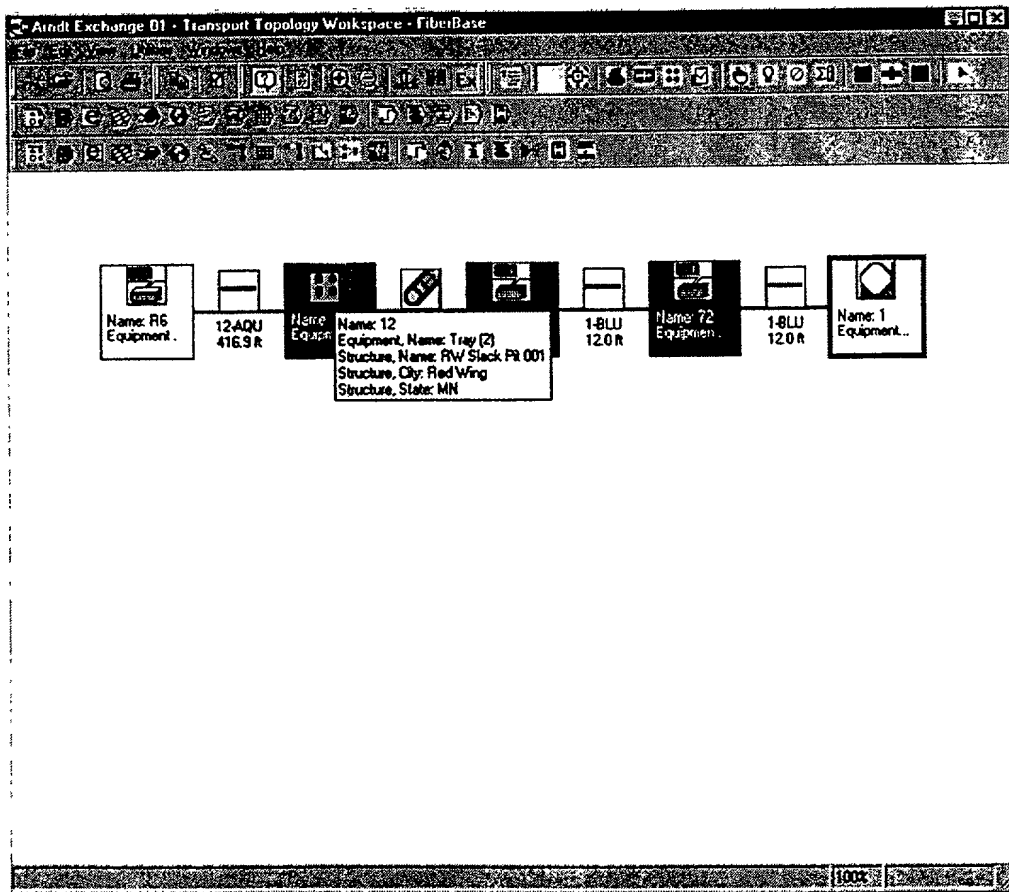 Arndt Exchange 01 - Transport Topology Workspace - FiberBase
Name: R6
Equipment .
12-AQU
416.9 ft
Name
Equipm
Name: 12
Equipment, Name: Tray (2)
Structure, Name: RW Slack Pit 001
Structure, City: Red Wing
Structure, State: MN
1-BLU
12.0 ft
Name: 72
Equipmen...
1-BLU
12.0 ft
Name: 1
Equipment...
100%